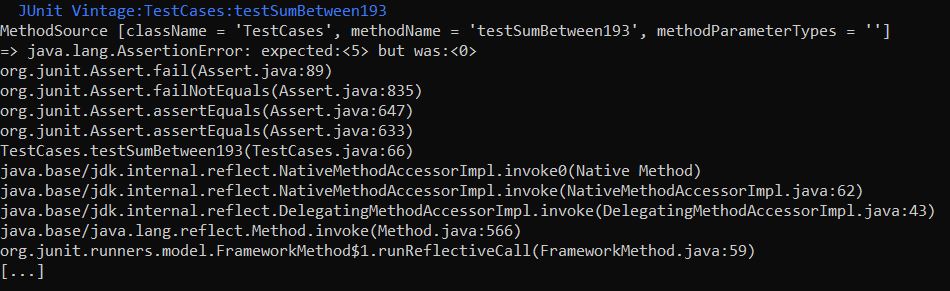 JUnit Vintage:TestCases:testSumBetween193
MethodSource [className = 'TestCases', methodName = 'testSumBetween193', methodParameterTypes = '']
=> java.lang.AssertionError: expected:<5> but was:<0>
org.junit.Assert.fail(Assert.java:89)
org.junit.Assert.failNotEquals(Assert.java:835)
org.junit.Assert.assertEquals(Assert.java:647)
org.junit.Assert.assertEquals(Assert.java:633)
TestCases.testSumBetween193(TestCases.java:66)
java.base/jdk.internal.reflect.NativeMethodAccessorImpl.invoke0(Native Method)
java.base/jdk.internal.reflect.NativeMethodAccessorImpl.invoke(NativeMethodAccessorImpl.java:62)
java.base/jdk.internal.reflect.DelegatingMethodAccessorImpl.invoke(DelegatingMethodAccessorImpl.java:43)
java.base/java.lang.reflect.Method.invoke(Method.java:566)
org.junit.runners.model.FrameworkMethod$1.runReflectiveCall(FrameworkMethod.java:59)
[...]